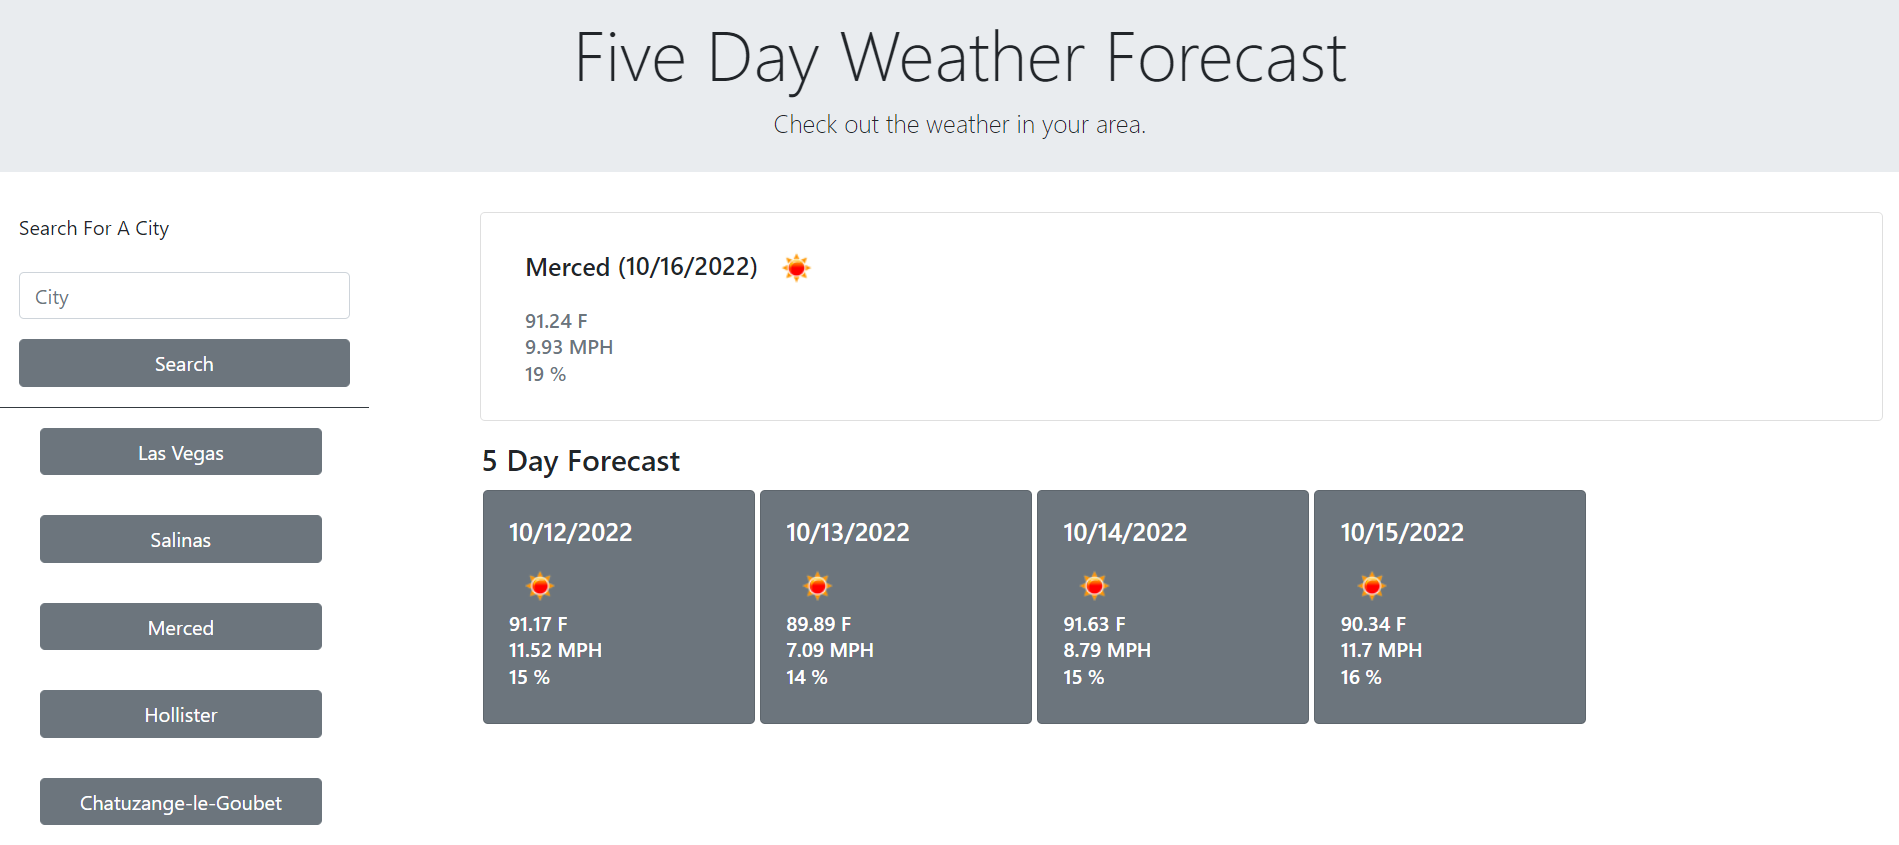 Five Day Weather Forecast
Check out the weather in your area.
Search For A City
City
Search
Las Vegas
Salinas
Merced
Hollister
Chatuzange-le-Goubet
Merced (10/16/2022)
91.24 F
9.93 MPH
19 %
5 Day Forecast
10/12/2022
91.17 F
11.52 MPH
15 %
10/13/2022
89.89 F
7.09 MPH
14 %
10/14/2022
91.63 F
8.79 MPH
15 %
10/15/2022
90.34 F
11.7 MPH
16 %